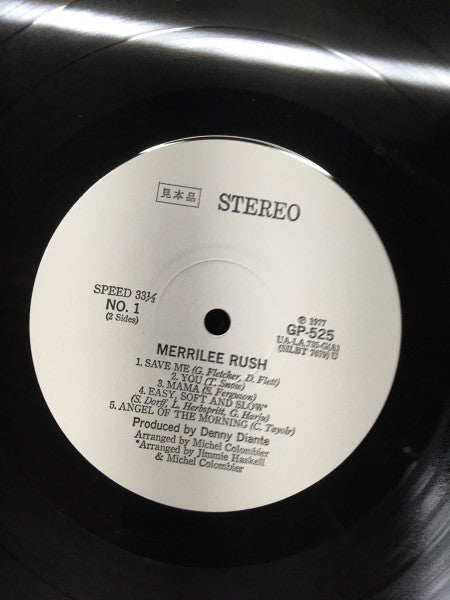 見本品 STEREO
SPEED 33⅓
NO. 1
(2 Sides)
Ⓟ 1977
GP-525
UA-LA.735-G(A)
(SILBT 7479) U
MERRILEE RUSH
1. SAVE ME (G. Fletcher, D. Flett)
2. YOU (T. Snow)
3. MAMA (S. Ferguson)
4. EASY, SOFT AND SLOW*
(S. Dorff, L. Herbstritt, G. Harju)
5. ANGEL OF THE MORNING (C. Taylor)
Produced by Denny Diante
Arranged by Michel Colombier
*Arranged by Jimmie Haskell
& Michel Colombier